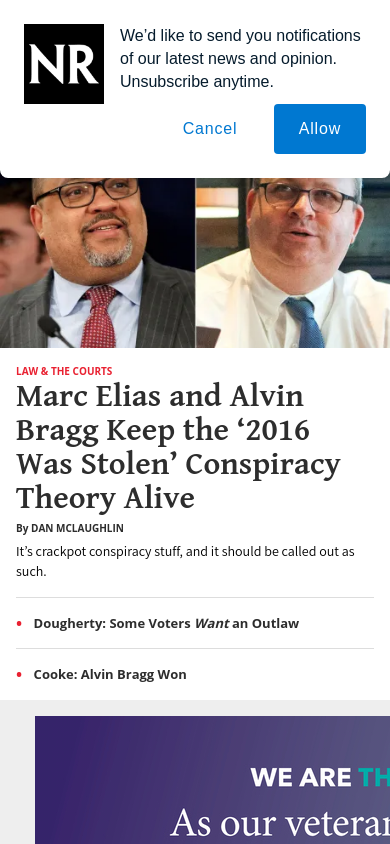 NR
We’d like to send you notifications
of our latest news and opinion.
Unsubscribe anytime.
Cancel
Allow
LAW & THE COURTS
Marc Elias and Alvin
Bragg Keep the ‘2016
Was Stolen’ Conspiracy
Theory Alive
By DAN MCLAUGHLIN
It’s crackpot conspiracy stuff, and it should be called out as
such.
• Dougherty: Some Voters Want an Outlaw
• Cooke: Alvin Bragg Won
WE ARE TH
As our veteran